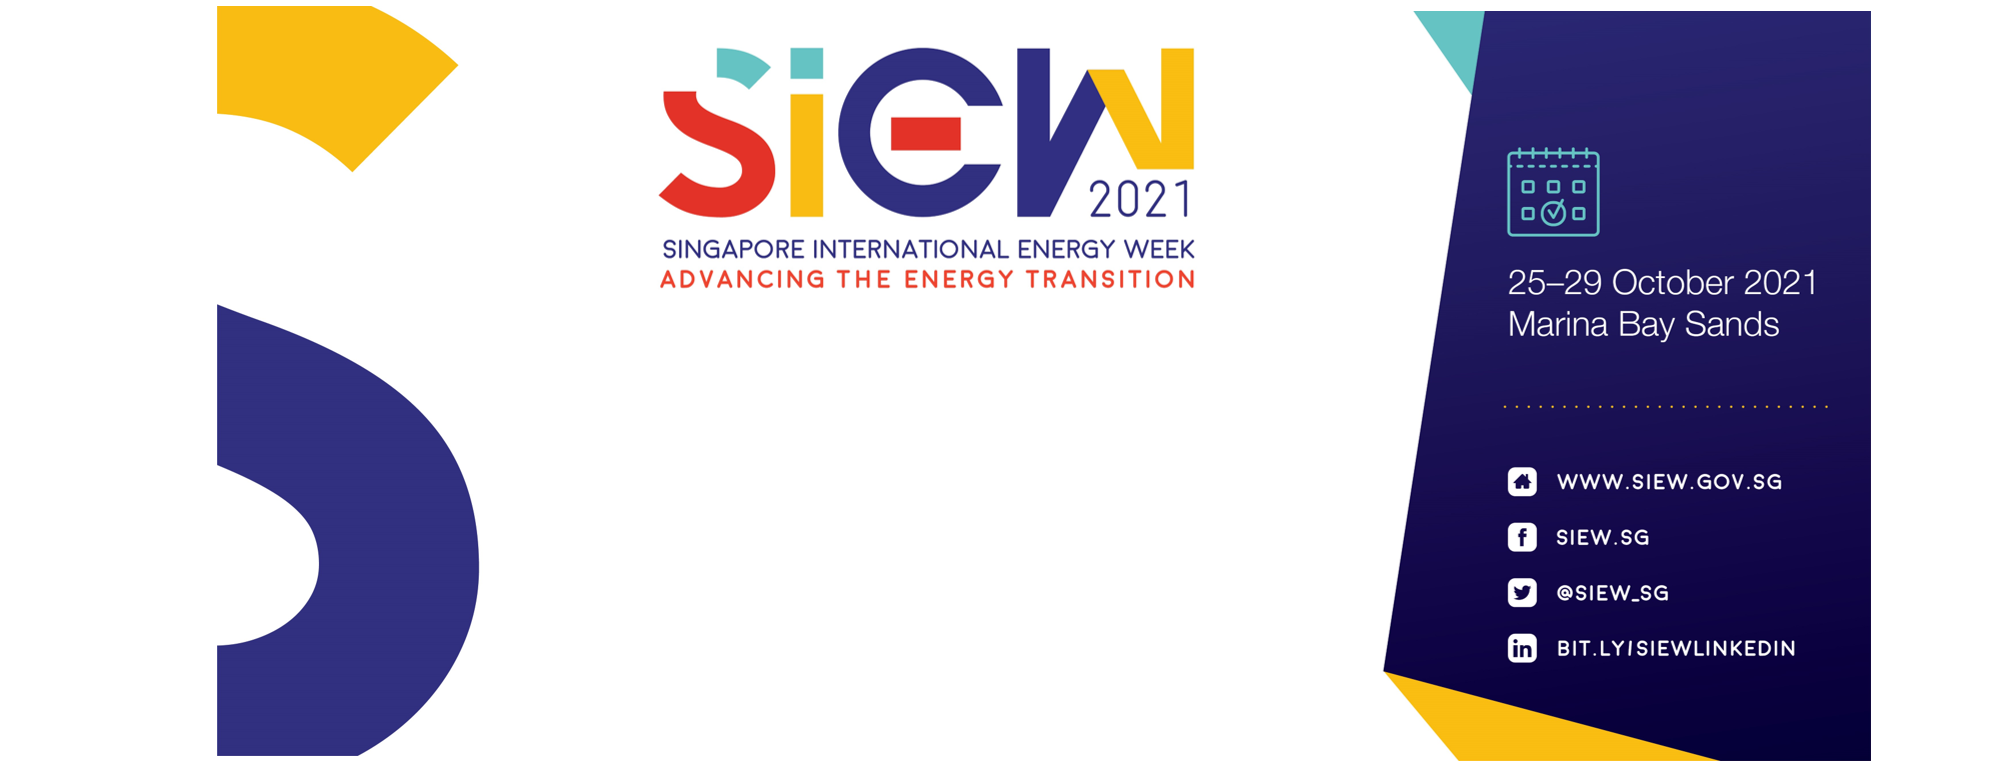 SiEW
2021
SINGAPORE INTERNATIONAL ENERGY WEEK
ADVANCING THE ENERGY TRANSITION
25–29 October 2021
Marina Bay Sands
WWW.SIEW.GOV.SG
SIEW.SG
@SIEW_SG
BIT.LY/SIEWLINKEDIN